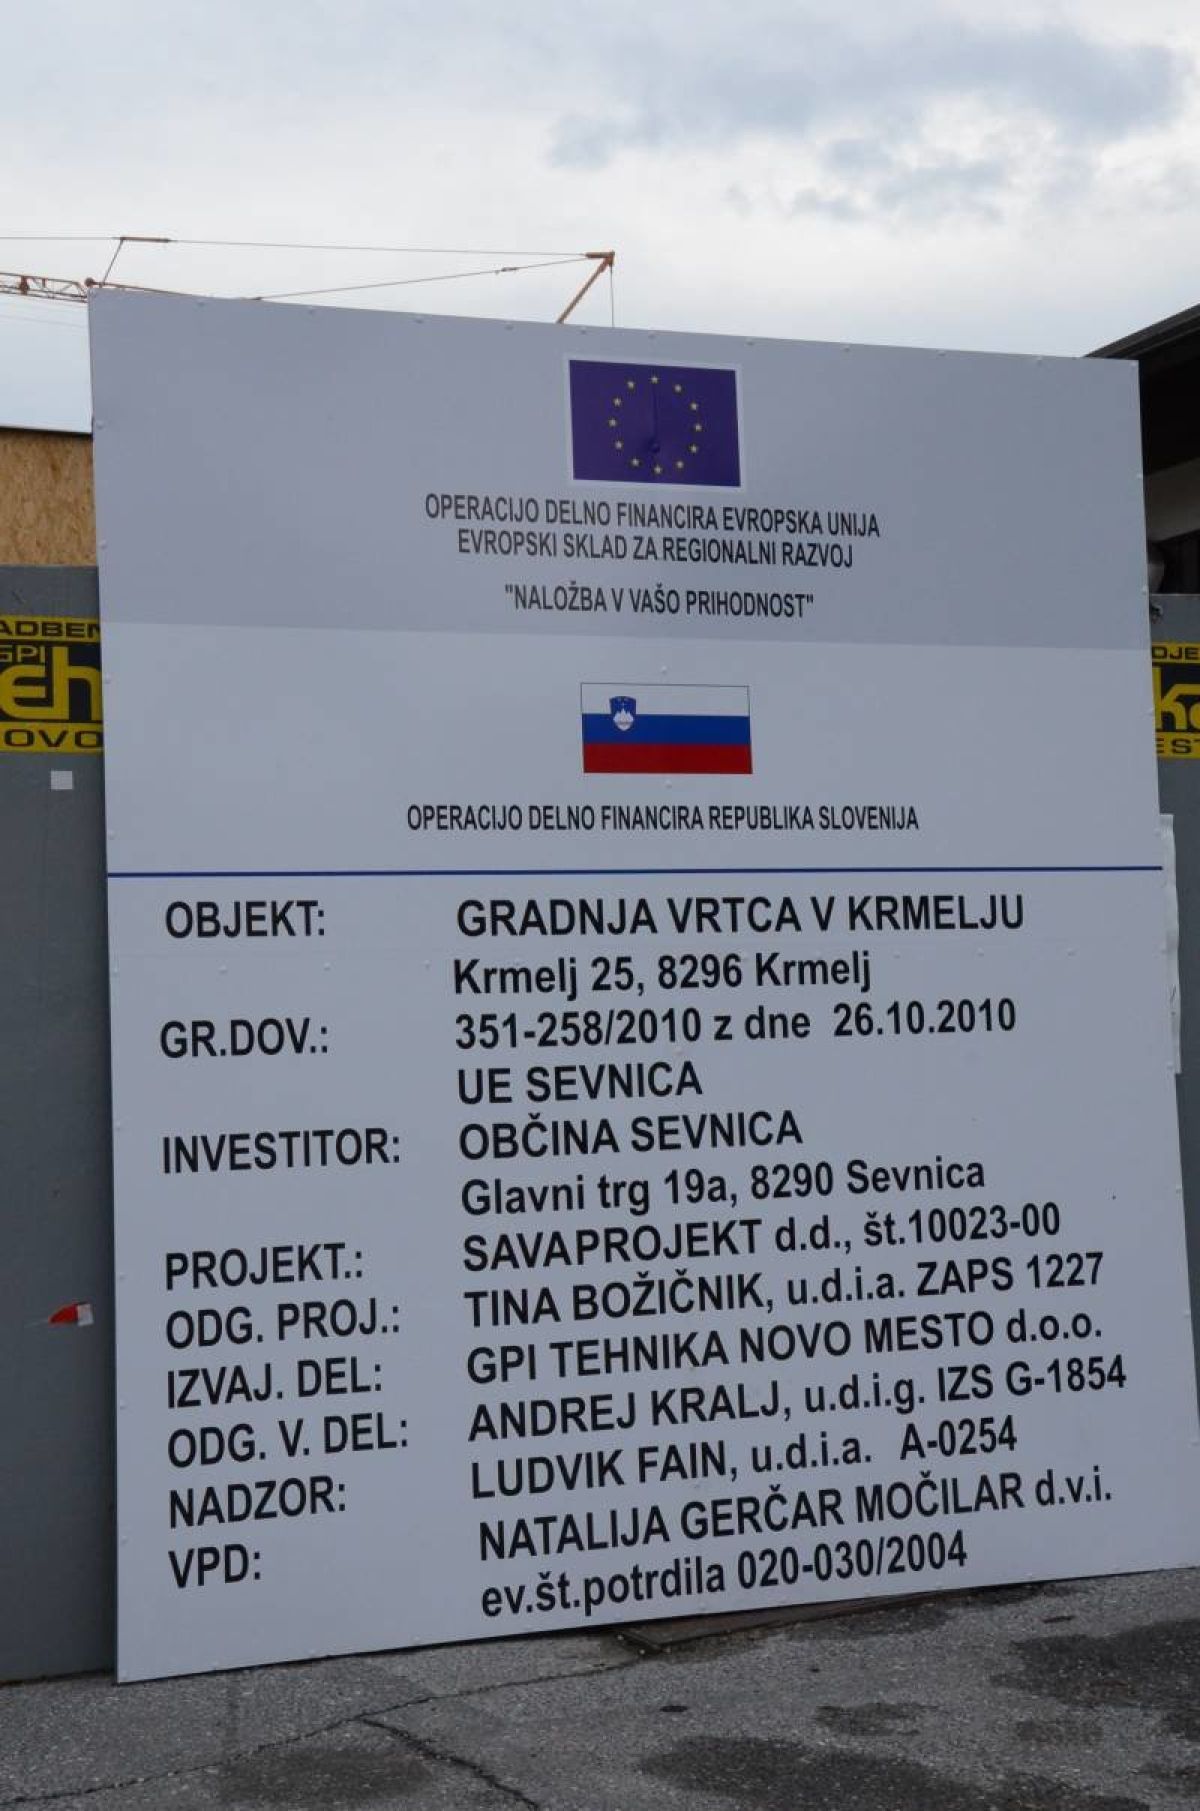 OPERACIJO DELNO FINANCIRA EVROPSKA UNIJA
EVROPSKI SKLAD ZA REGIONALNI RAZVOJ
"NALOŽBA V VAŠO PRIHODNOST"
OPERACIJO DELNO FINANCIRA REPUBLIKA SLOVENIJA
OBJEKT: GRADNJA VRTCA V KRMELJU
Krmelj 25, 8296 Krmelj
GR.DOV.: 351-258/2010 z dne 26.10.2010
UE SEVNICA
INVESTITOR: OBČINA SEVNICA
Glavni trg 19a, 8290 Sevnica
PROJEKT.: SAVAPROJEKT d.d., št.10023-00
ODG. PROJ.: TINA BOŽIČNIK, u.d.i.a. ZAPS 1227
IZVAJ. DEL: GPI TEHNIKA NOVO MESTO d.o.o.
ODG. V. DEL: ANDREJ KRALJ, u.d.i.g. IZS G-1854
NADZOR: LUDVIK FAIN, u.d.i.a. A-0254
VPD: NATALIJA GERČAR MOČILAR d.v.i.
ev.št.potrdila 020-030/2004
GPI